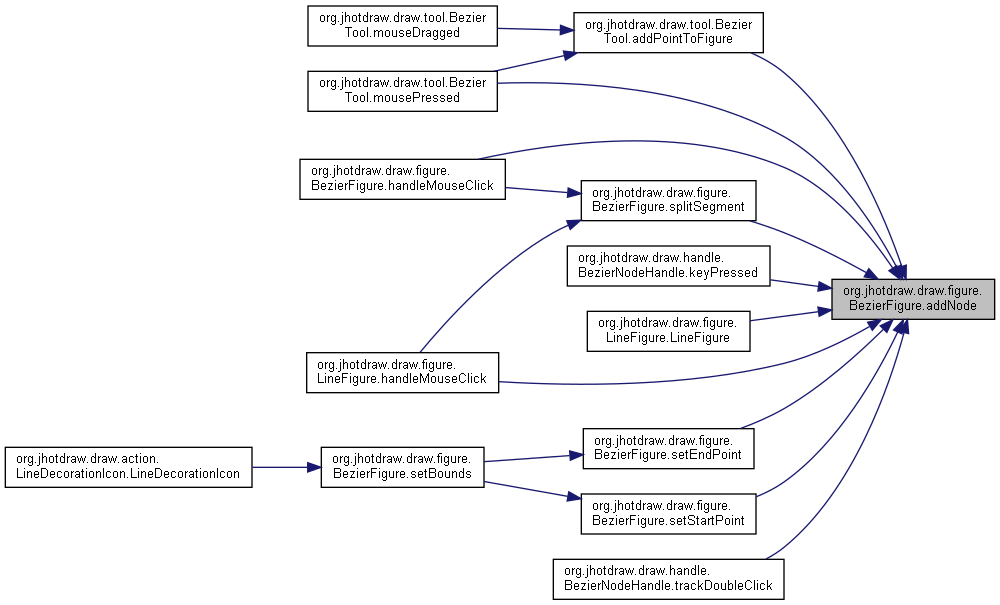 org.jhotdraw.draw.tool.Bezier
Tool.mouseDragged
org.jhotdraw.draw.tool.Bezier
Tool.addPointToFigure
org.jhotdraw.draw.tool.Bezier
Tool.mousePressed
org.jhotdraw.draw.figure.
BezierFigure.handleMouseClick
org.jhotdraw.draw.figure.
BezierFigure.splitSegment
org.jhotdraw.draw.handle.
BezierNodeHandle.keyPressed
org.jhotdraw.draw.figure.
BezierFigure.addNode
org.jhotdraw.draw.figure.
LineFigure.LineFigure
org.jhotdraw.draw.figure.
LineFigure.handleMouseClick
org.jhotdraw.draw.figure.
BezierFigure.setEndPoint
org.jhotdraw.draw.action.
LineDecorationIcon.LineDecorationIcon
org.jhotdraw.draw.figure.
BezierFigure.setBounds
org.jhotdraw.draw.figure.
BezierFigure.setStartPoint
org.jhotdraw.draw.handle.
BezierNodeHandle.trackDoubleClick